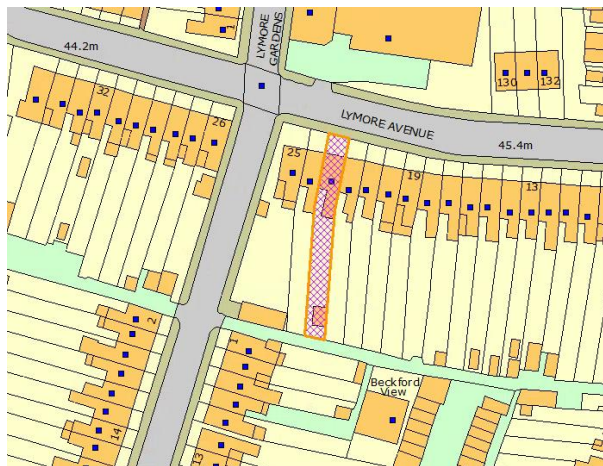 44.2m
1
LYMORE
GARDENS
130
132
32
26
LYMORE AVENUE
45.4m
25
19
13
2
1
14
13
Beckford
View